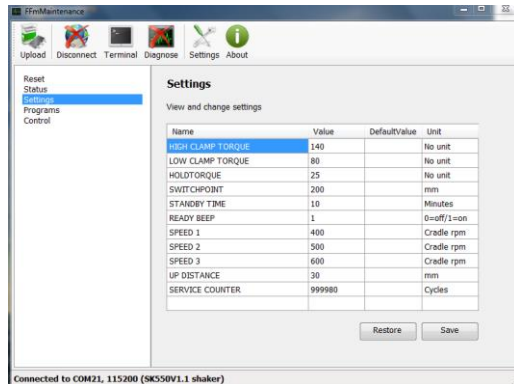 FFmMaintenance
Upload Disconnect Terminal Diagnose Settings About
Reset
Status
Settings
Programs
Control
Settings
View and change settings
Name Value DefaultValue Unit
HIGH CLAMP TORQUE 140 No unit
LOW CLAMP TORQUE 80 No unit
HOLDTORQUE 25 No unit
SWITCHPOINT 200 mm
STANDBY TIME 10 Minutes
READY BEEP 1 0=off/1=on
SPEED 1 400 Cradle rpm
SPEED 2 500 Cradle rpm
SPEED 3 600 Cradle rpm
UP DISTANCE 30 mm
SERVICE COUNTER 999980 Cycles
Restore Save
Connected to COM21, 115200 (SK550V1.1 shaker)